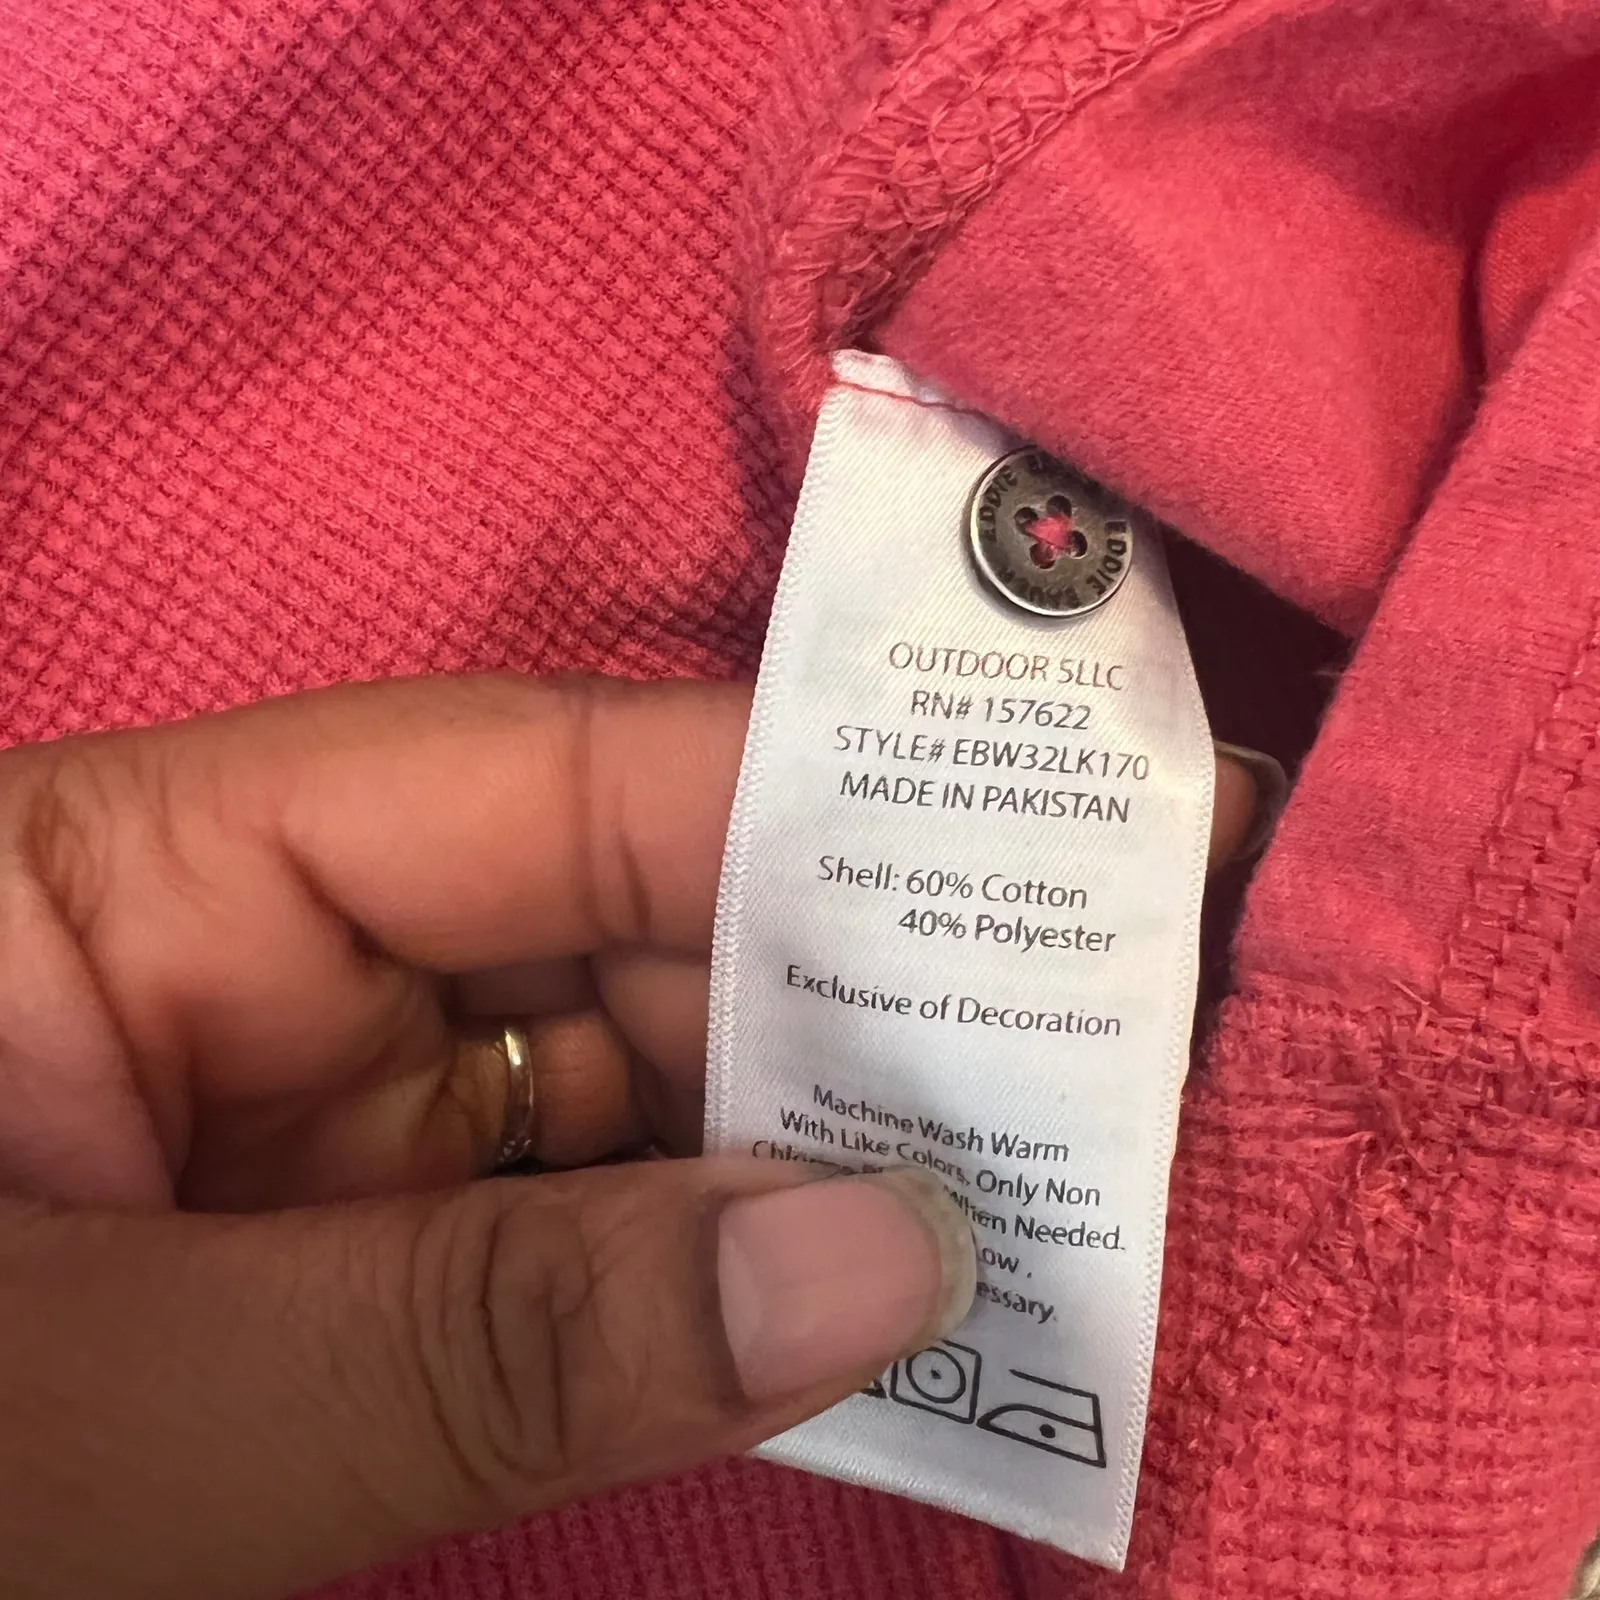 EDDIE BAUER EDDIE
OUTDOOR 5LLC
RN# 157622
STYLE# EBW32LK170
MADE IN PAKISTAN
Shell: 60% Cotton
40% Polyester
Exclusive of Decoration
Machine Wash Warm
With Like Colors, Only Non
When Needed.